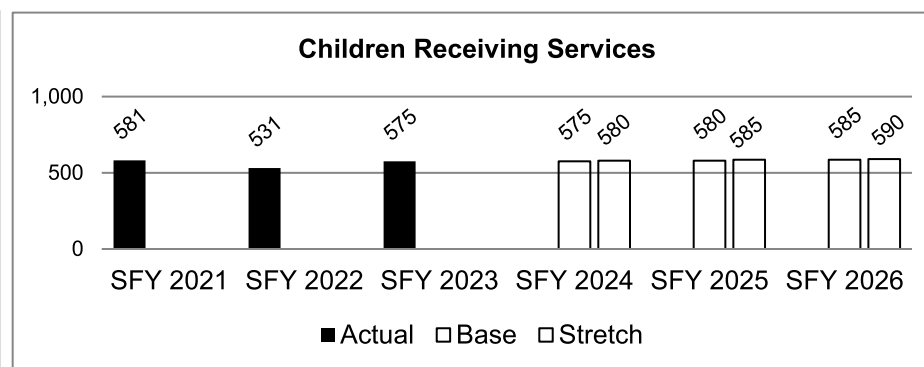 Children Receiving Services
1,000
500
0
581
531
575
575
580
580
585
585
590
SFY 2021
SFY 2022
SFY 2023
SFY 2024
SFY 2025
SFY 2026
Actual
Base
Stretch